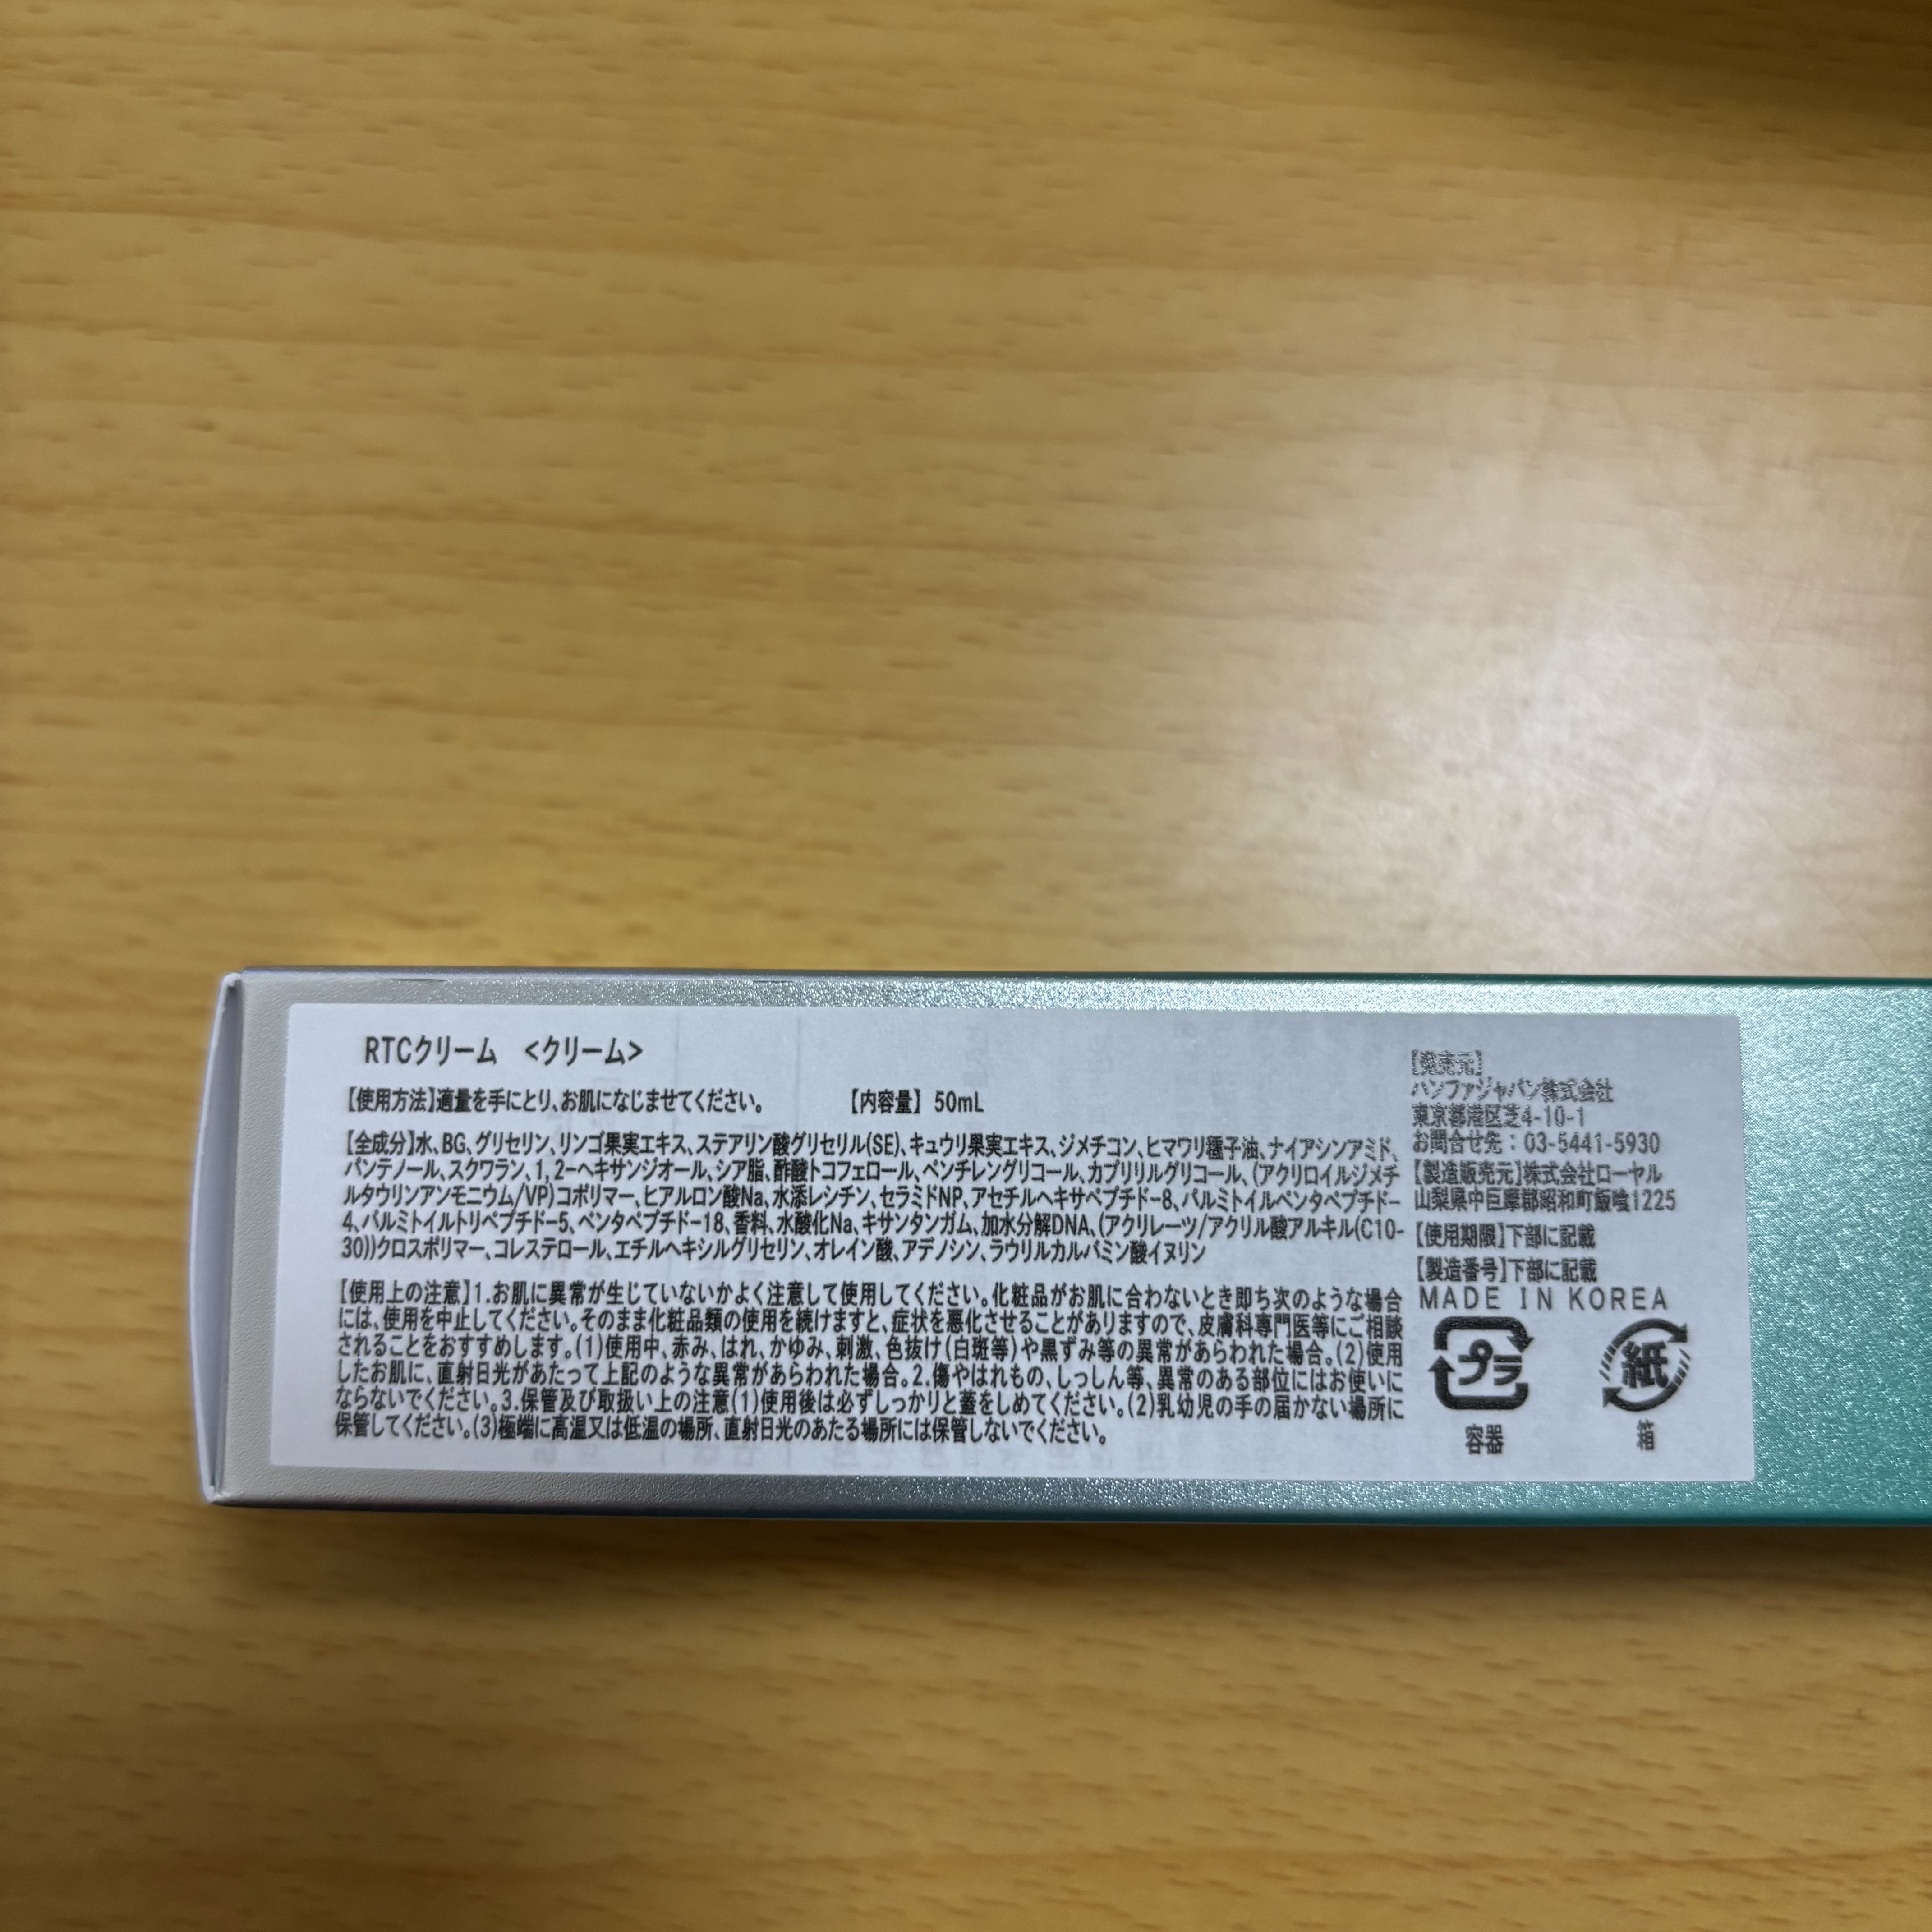 RTCクリーム　<クリーム>
【使用方法】適量を手にとり、お肌になじませてください。　【内容量】50mL
【全成分】水、BG、グリセリン、リンゴ果実エキス、ステアリン酸グリセリル(SE)、キュウリ果実エキス、ジメチコン、ヒマワリ種子油、ナイアシンアミド、
パンテノール、スクワラン、1,2-ヘキサンジオール、シア脂、酢酸トコフェロール、ペンチレングリコール、カプリリルグリコール、(アクリロイルジメチ
ルタウリンアンモニウム/VP)コポリマー、ヒアルロン酸Na、水添レシチン、セラミドNP、アセチルヘキサペプチド-8、パルミトイルペンタペプチド-
4、パルミトイルトリペプチド-5、ペンタペプチド-18、香料、水酸化Na、キサンタンガム、加水分解DNA、(アクリレーツ/アクリル酸アルキル(C10-
30))クロスポリマー、コレステロール、エチルヘキシルグリセリン、オレイン酸、アデノシン、ラウリルカルバミン酸イヌリン
【使用上の注意】1.お肌に異常が生じていないかよく注意して使用してください。化粧品がお肌に合わないとき即ち次のような場合
には、使用を中止してください。そのまま化粧品類の使用を続けますと、症状を悪化させることがありますので、皮膚科専門医等にご相談
されることをおすすめします。(1)使用中、赤み、はれ、かゆみ、刺激、色抜け(白斑等)や黒ずみ等の異常があらわれた場合。(2)使用
したお肌に、直射日光があたって上記のような異常があらわれた場合。2.傷やはれもの、しっしん等、異常のある部位にはお使いに
ならないでください。3.保管及び取扱い上の注意(1)使用後は必ずしっかりと蓋をしめてください。(2)乳幼児の手の届かない場所に
保管してください。(3)極端に高温又は低温の場所、直射日光のあたる場所には保管しないでください。
【発売元】
ハンファジャパン株式会社
東京都港区芝4-10-1
お問合せ先：03-5441-5930
【製造販売元】株式会社ローヤル
山梨県中巨摩郡昭和町飯喰1225
【使用期限】下部に記載
【製造番号】下部に記載
MADE IN KOREA
プラ　紙
容器　箱